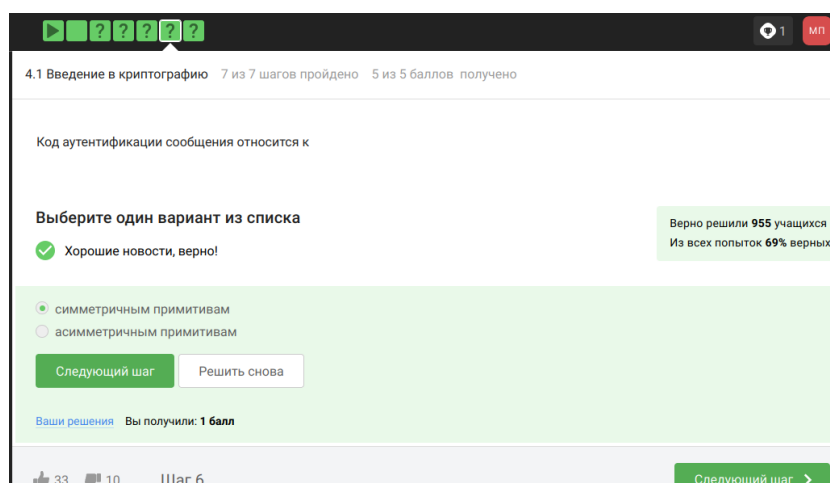 ? ? ? ? ?
1 МП
4.1 Введение в криптографию 7 из 7 шагов пройдено 5 из 5 баллов получено
Код аутентификации сообщения относится к
Выберите один вариант из списка
Хорошие новости, верно!
Верно решили 955 учащихся
Из всех попыток 69% верных
симметричным примитивам
асимметричным примитивам
Следующий шаг Решить снова
Ваши решения Вы получили: 1 балл
33 10 Шаг 6 Следующий шаг